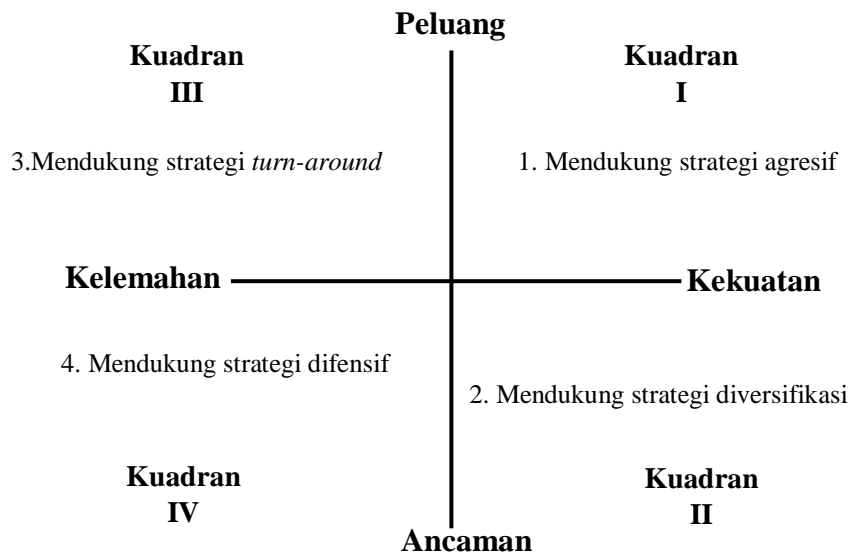 Peluang
Kuadran
III
Kuadran
I
3.Mendukung strategi turn-around
1. Mendukung strategi agresif
Kelemahan
Kekuatan
4. Mendukung strategi difensif
2. Mendukung strategi diversifikasi
Kuadran
IV
Kuadran
II
Ancaman